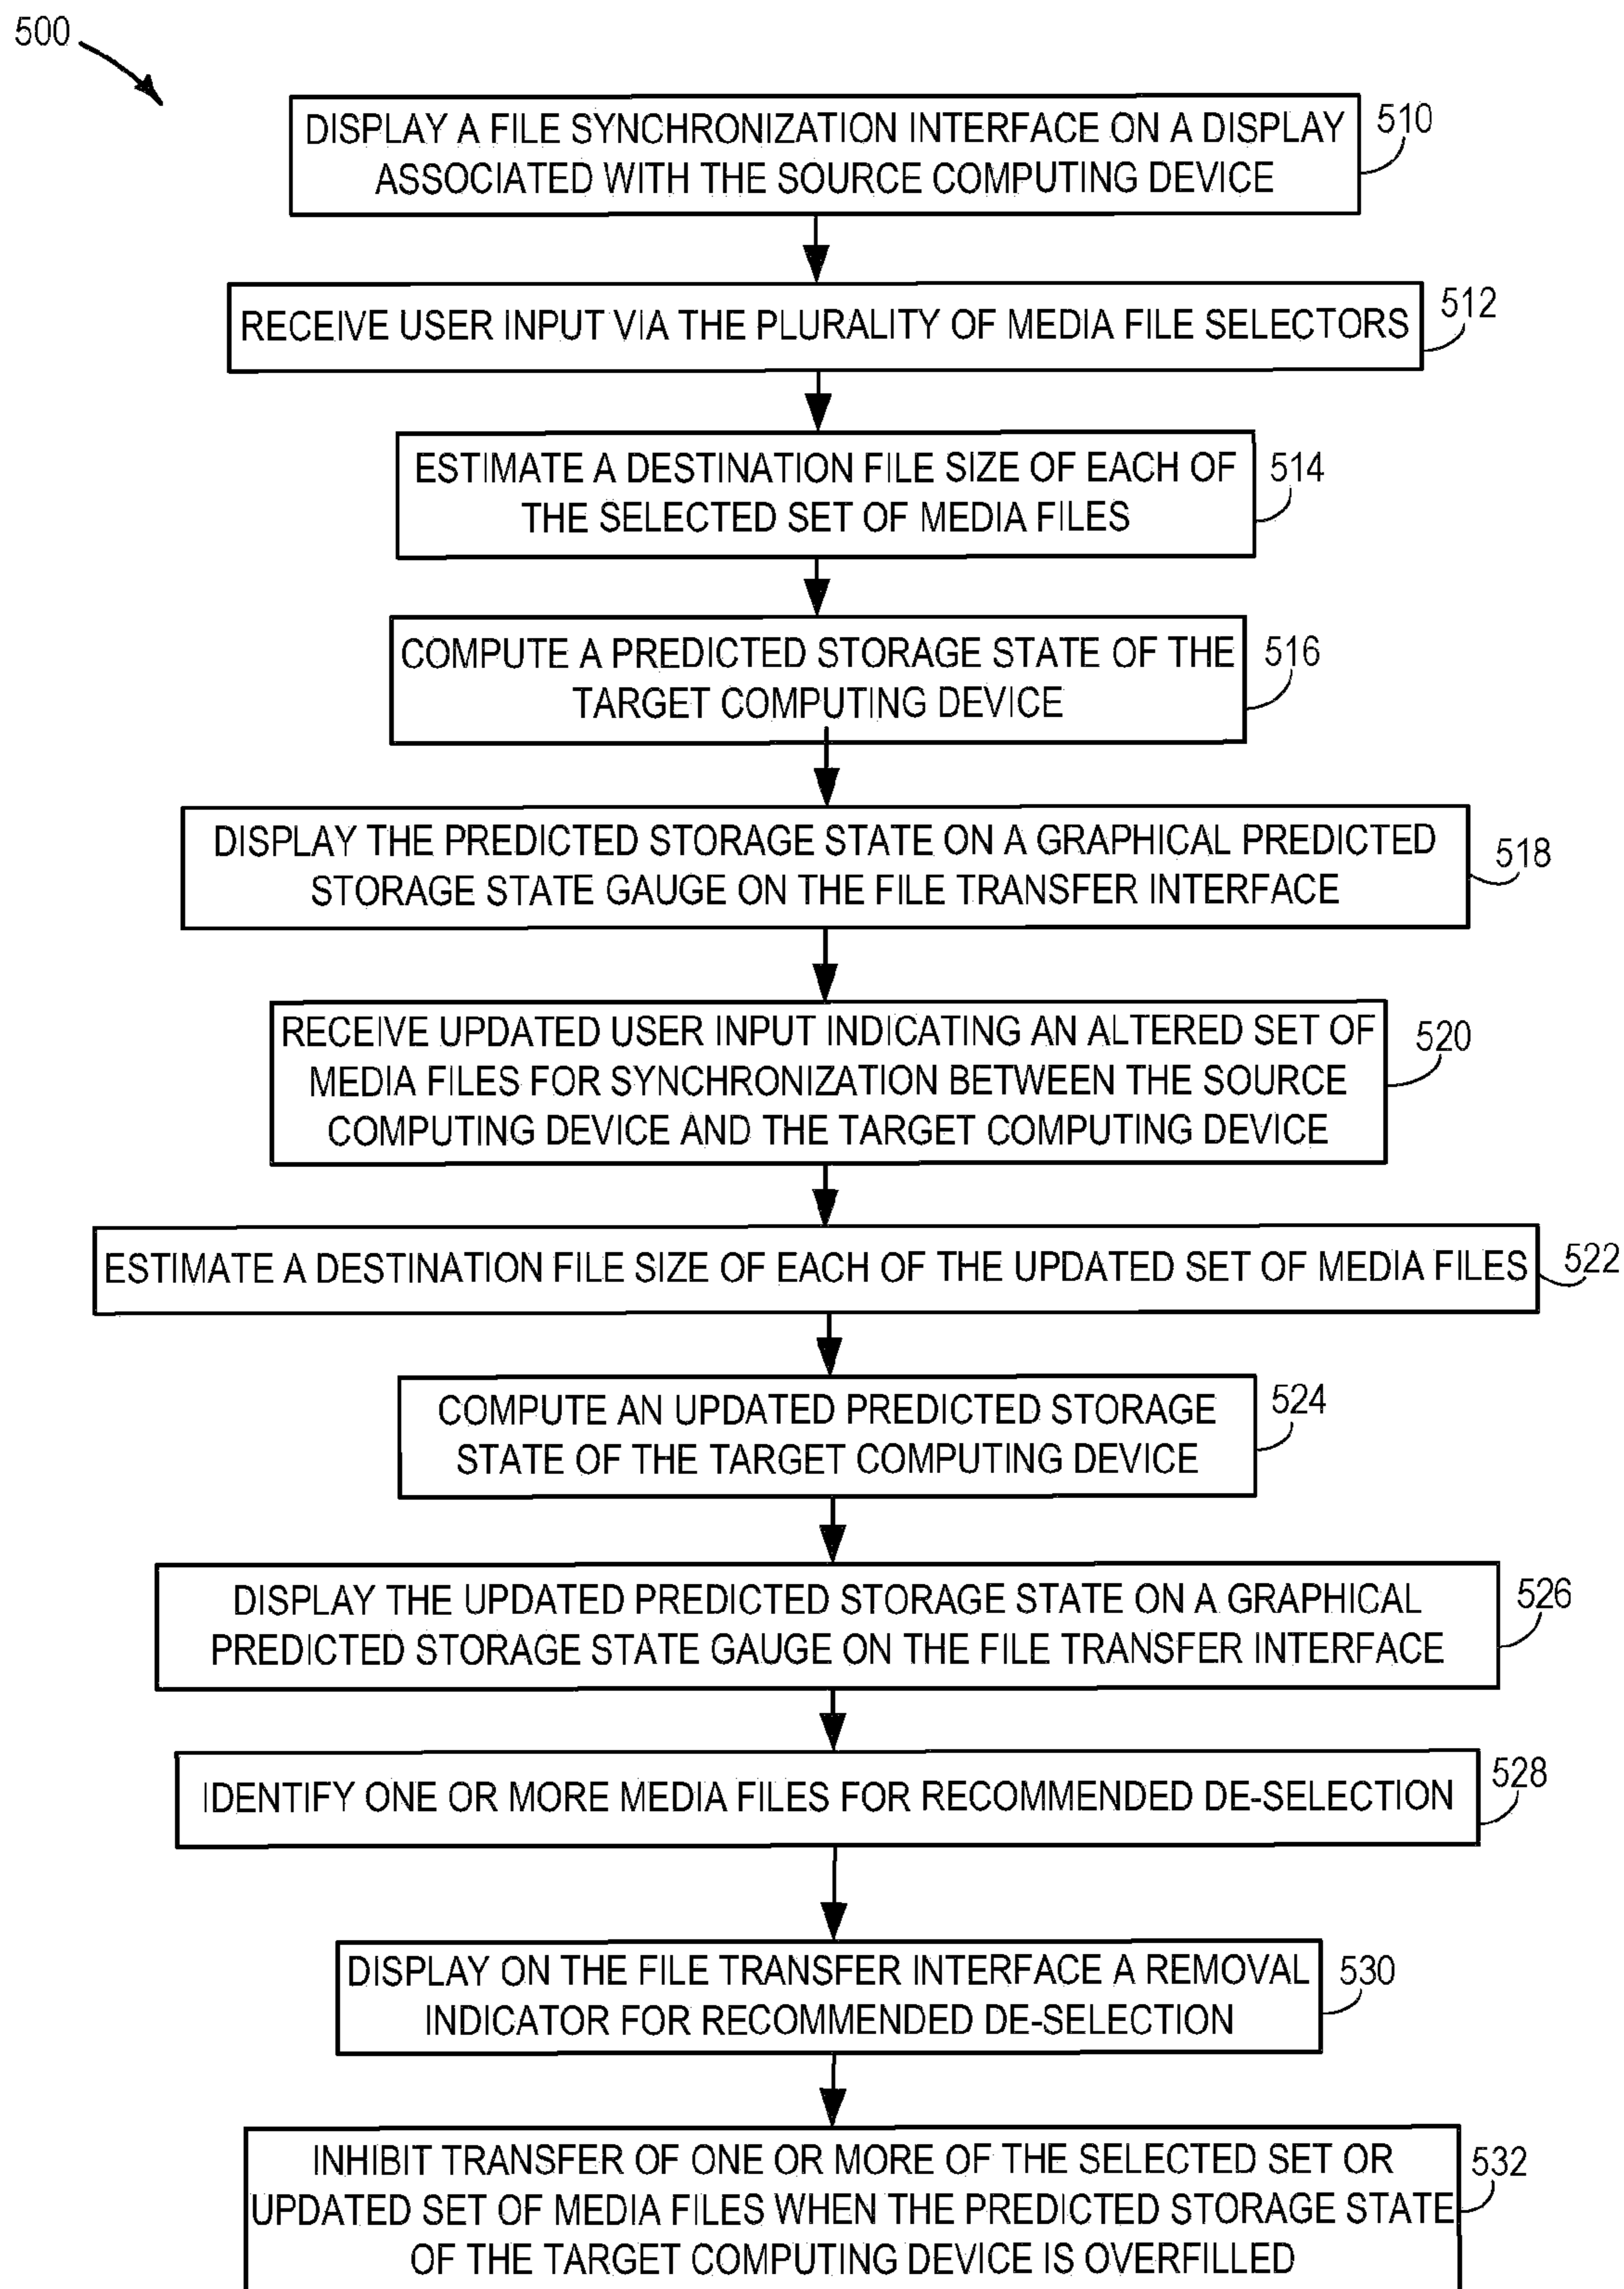 500
DISPLAY A FILE SYNCHRONIZATION INTERFACE ON A DISPLAY
ASSOCIATED WITH THE SOURCE COMPUTING DEVICE
510
RECEIVE USER INPUT VIA THE PLURALITY OF MEDIA FILE SELECTORS
512
ESTIMATE A DESTINATION FILE SIZE OF EACH OF
THE SELECTED SET OF MEDIA FILES
514
COMPUTE A PREDICTED STORAGE STATE OF THE
TARGET COMPUTING DEVICE
516
DISPLAY THE PREDICTED STORAGE STATE ON A GRAPHICAL PREDICTED
STORAGE STATE GAUGE ON THE FILE TRANSFER INTERFACE
518
RECEIVE UPDATED USER INPUT INDICATING AN ALTERED SET OF
MEDIA FILES FOR SYNCHRONIZATION BETWEEN THE SOURCE
COMPUTING DEVICE AND THE TARGET COMPUTING DEVICE
520
ESTIMATE A DESTINATION FILE SIZE OF EACH OF THE UPDATED SET OF MEDIA FILES
522
COMPUTE AN UPDATED PREDICTED STORAGE
STATE OF THE TARGET COMPUTING DEVICE
524
DISPLAY THE UPDATED PREDICTED STORAGE STATE ON A GRAPHICAL
PREDICTED STORAGE STATE GAUGE ON THE FILE TRANSFER INTERFACE
526
IDENTIFY ONE OR MORE MEDIA FILES FOR RECOMMENDED DE-SELECTION
528
DISPLAY ON THE FILE TRANSFER INTERFACE A REMOVAL
INDICATOR FOR RECOMMENDED DE-SELECTION
530
INHIBIT TRANSFER OF ONE OR MORE OF THE SELECTED SET OR
UPDATED SET OF MEDIA FILES WHEN THE PREDICTED STORAGE STATE
OF THE TARGET COMPUTING DEVICE IS OVERFILLED
532